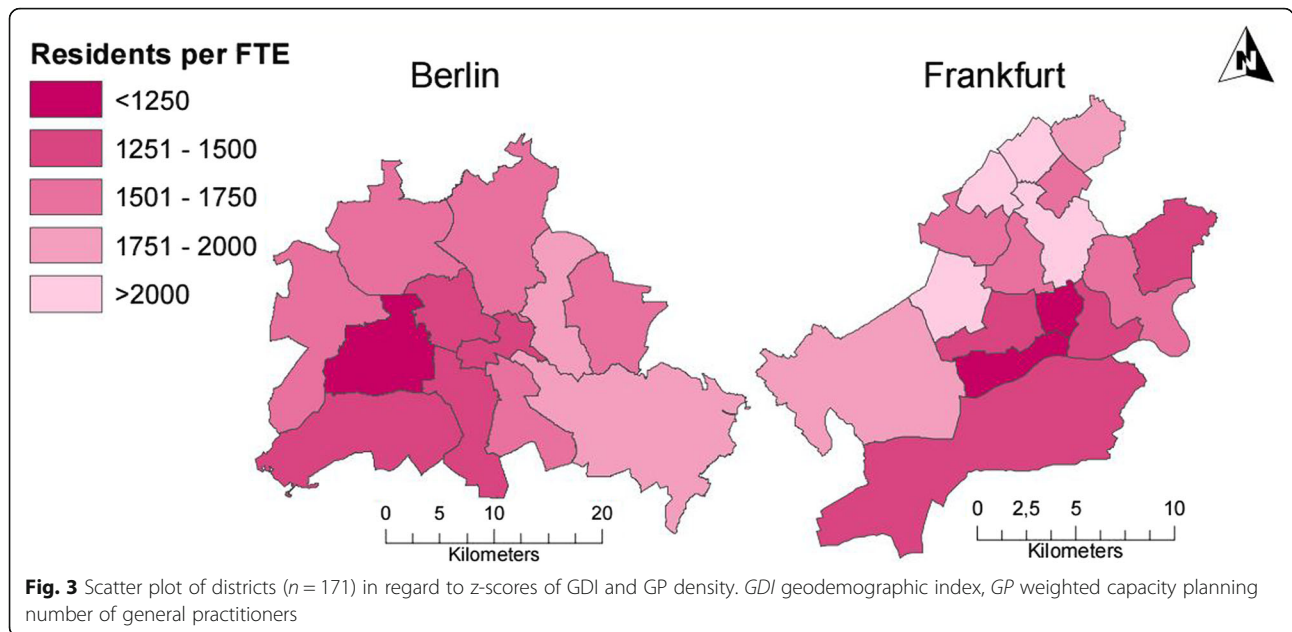 Residents per FTE
<1250
1251 - 1500
1501 - 1750
1751 - 2000
>2000
Berlin
0 5 10 20
Kilometers
Frankfurt
N
0 2,5 5 10
Kilometers
Fig. 3 Scatter plot of districts (n = 171) in regard to z-scores of GDI and GP density. GDI geodemographic index, GP weighted capacity planning
number of general practitioners